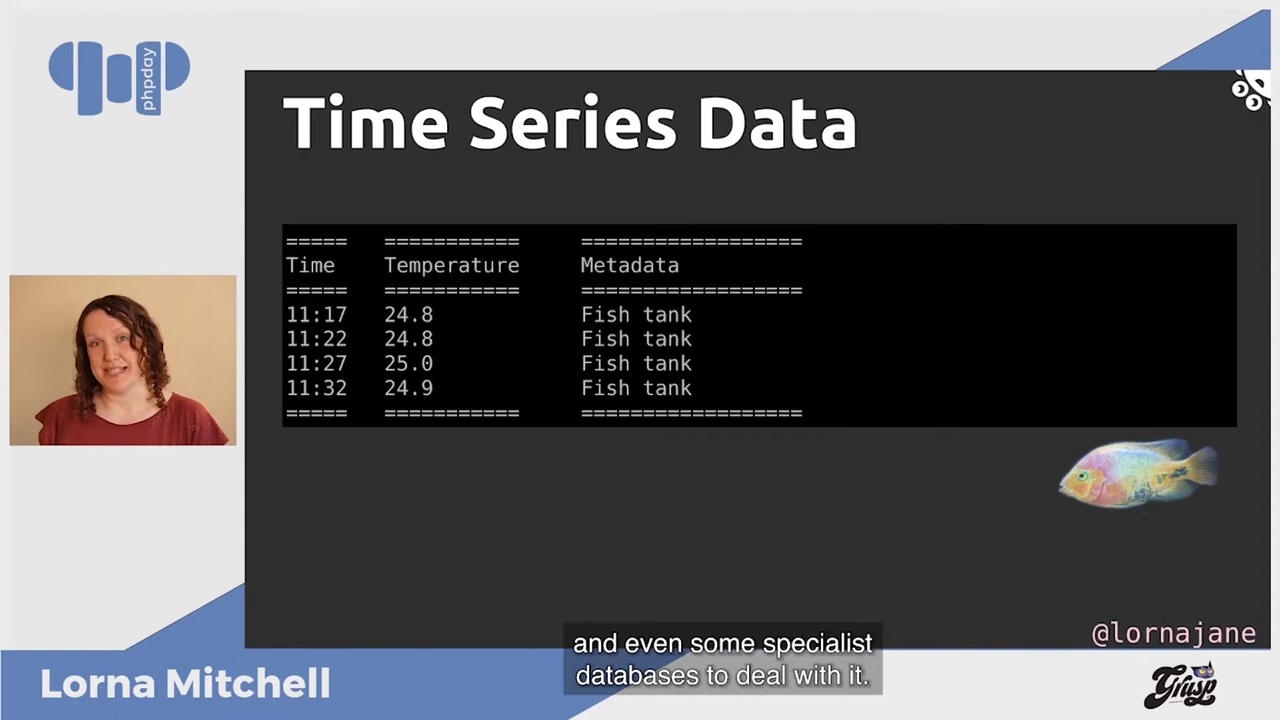 phpday
Time Series Data
===== =========== ==================
Time Temperature Metadata
===== =========== ==================
11:17 24.8 Fish tank
11:22 24.8 Fish tank
11:27 25.0 Fish tank
11:32 24.9 Fish tank
===== =========== ==================
@lornajane
and even some specialist
databases to deal with it.
Lorna Mitchell
Grusp